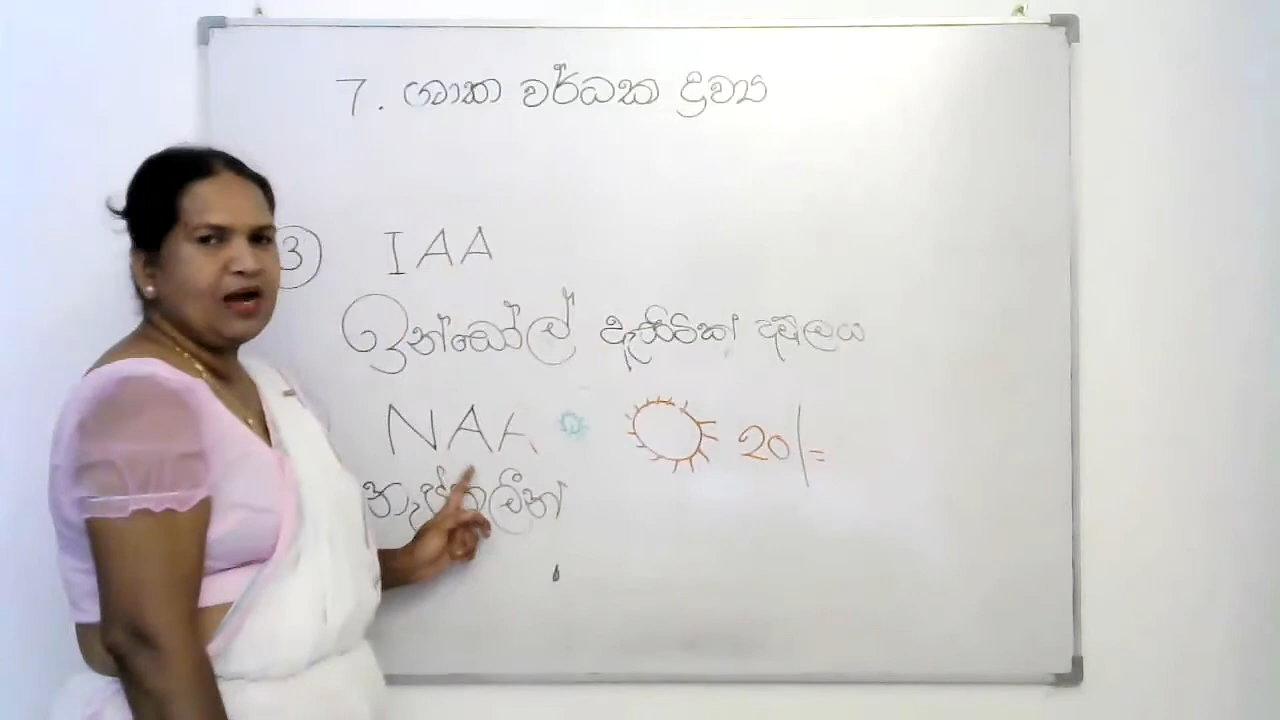 7. ශාක වර්ධක ද්‍රව්‍ය
3 IAA
ඉන්ඩෝල් ඇසිටික් අම්ලය
NAA 20/=
නැප්තලීන්